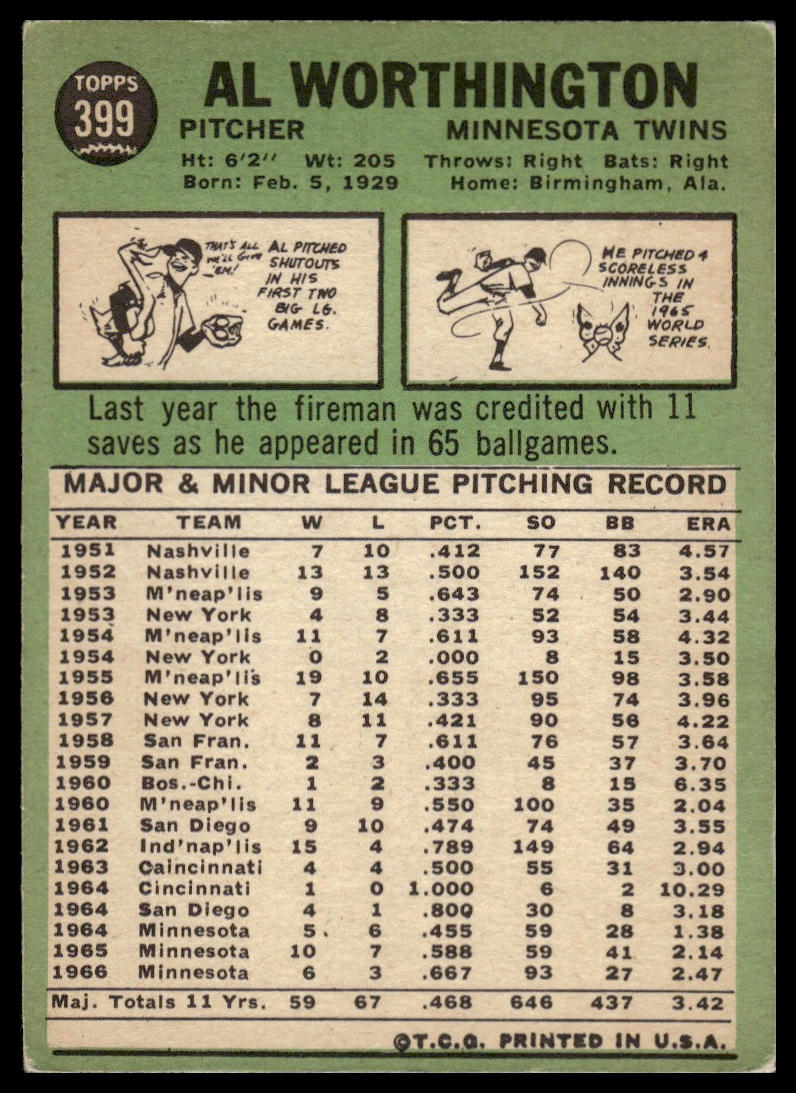 TOPPS
399
AL WORTHINGTON
PITCHER MINNESOTA TWINS
Ht: 6'2" Wt: 205 Throws: Right Bats: Right
Born: Feb. 5, 1929 Home: Birmingham, Ala.
THAT'S ALL
WE'LL GIVE
'EM!
AL PITCHED
SHUTOUTS
IN HIS
FIRST TWO
BIG LG.
GAMES.
HE PITCHED 4
SCORELESS
INNINGS IN
THE
1965
WORLD
SERIES.
Last year the fireman was credited with 11
saves as he appeared in 65 ballgames.
MAJOR & MINOR LEAGUE PITCHING RECORD
YEAR TEAM W L PCT. SO BB ERA
1951 Nashville 7 10 .412 77 83 4.57
1952 Nashville 13 13 .500 152 140 3.54
1953 M'neap'lis 9 5 .643 74 50 2.90
1953 New York 4 8 .333 52 54 3.44
1954 M'neap'lis 11 7 .611 93 58 4.32
1954 New York 0 2 .000 8 15 3.50
1955 M'neap'lis 19 10 .655 150 98 3.58
1956 New York 7 14 .333 95 74 3.96
1957 New York 8 11 .421 90 56 4.22
1958 San Fran. 11 7 .611 76 57 3.64
1959 San Fran. 2 3 .400 45 37 3.70
1960 Bos.-Chi. 1 2 .333 8 15 6.35
1960 M'neap'lis 11 9 .550 100 35 2.04
1961 San Diego 9 10 .474 74 49 3.55
1962 Ind'nap'lis 15 4 .789 149 64 2.94
1963 Caincinnati 4 4 .500 55 31 3.00
1964 Cincinnati 1 0 1.000 6 2 10.29
1964 San Diego 4 1 .800 30 8 3.18
1964 Minnesota 5 6 .455 59 28 1.38
1965 Minnesota 10 7 .588 59 41 2.14
1966 Minnesota 6 3 .667 93 27 2.47
Maj. Totals 11 Yrs. 59 67 .468 646 437 3.42
©T.C.G. PRINTED IN U.S.A.